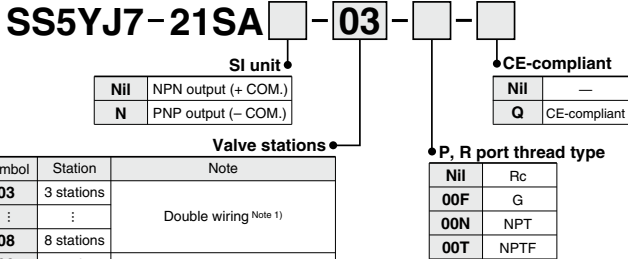 SS5YJ7-21SA□-03-□-□
SI unit
Nil NPN output (+ COM.)
N PNP output (– COM.)
CE-compliant
Nil —
Q CE-compliant
Valve stations
Station Note
03 3 stations
⋮ ⋮ Double wiring Note 1)
08 8 stations
P, R port thread type
Nil Rc
00F G
00N NPT
00T NPTF